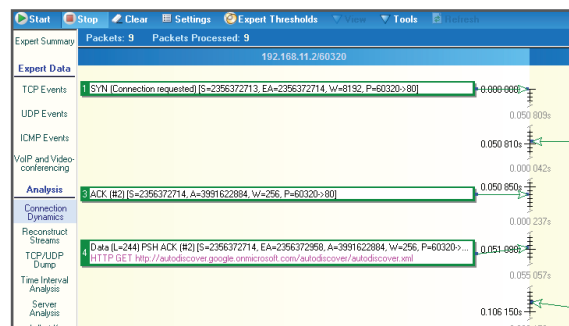 Start Stop Clear Settings Expert Thresholds View Tools Refresh
Expert Summary
Packets: 9 Packets Processed: 9
192.168.11.2/60320
Expert Data
TCP Events
1 SYN (Connection requested) [S=2356372713, EA=2356372714, W=8192, P=60320->80]
0.000 000s
UDP Events
0.050 809s
ICMP Events
0.050 810s
VoIP and Video-
conferencing
0.000 042s
Analysis
3 ACK (#2) [S=2356372714, A=3991622884, W=256, P=60320->80]
0.050 850s
Connection
Dynamics
0.000 237s
Reconstruct
Streams
4 Data (L=244) PSH ACK (#2) [S=2356372714, EA=2356372958, A=3991622884, W=256, P=60320->...
HTTP GET http://autodiscover.google.onmicrosoft.com/autodiscover/autodiscover.xml
0.051 090s
TCP/UDP
Dump
0.055 057s
Time Interval
Analysis
Server
Analysis
0.106 150s